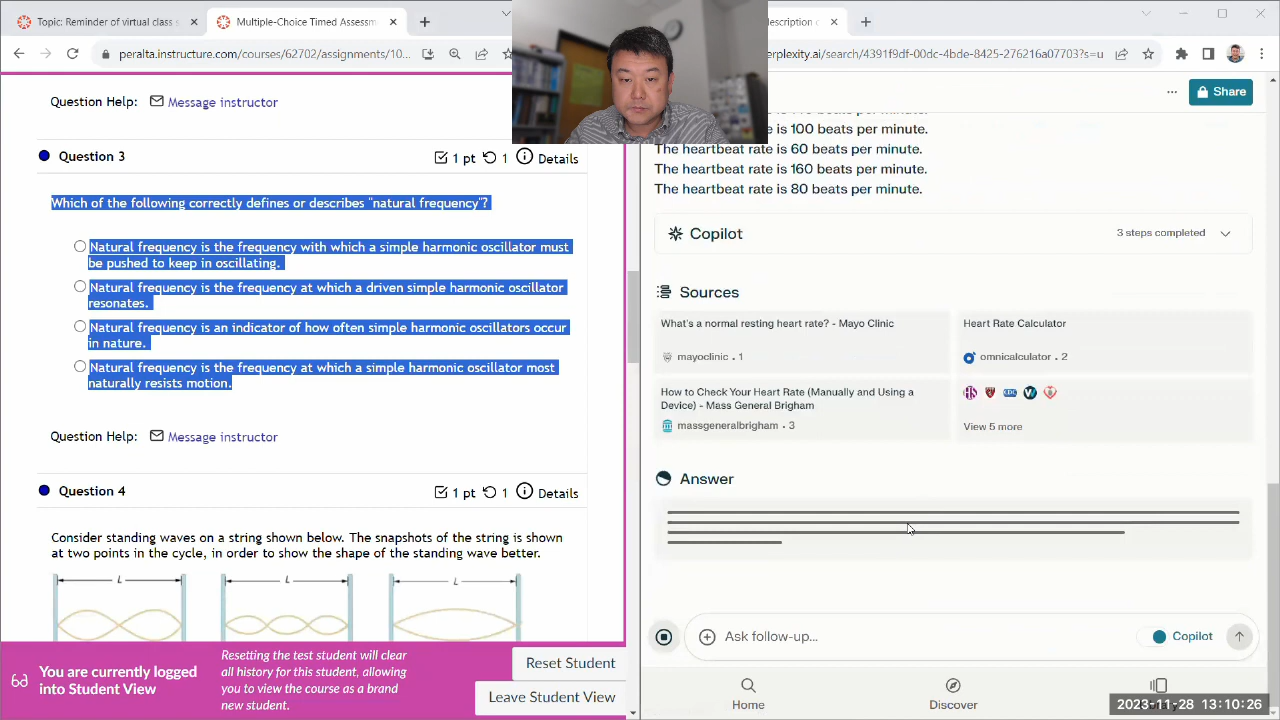 Topic: Reminder of virtual class s
Multiple-Choice Timed Assessm
description c
peralta.instructure.com/courses/62702/assignments/10...
erplexity.ai/search/4391f9df-00dc-4bde-8425-276216a07703?s=u
Question Help: Message instructor
Question 3
1 pt 1 Details
Which of the following correctly defines or describes "natural frequency"?
Natural frequency is the frequency with which a simple harmonic oscillator must
be pushed to keep in oscillating.
Natural frequency is the frequency at which a driven simple harmonic oscillator
resonates.
Natural frequency is an indicator of how often simple harmonic oscillators occur
in nature.
Natural frequency is the frequency at which a simple harmonic oscillator most
naturally resists motion.
Question Help: Message instructor
Question 4
1 pt 1 Details
Consider standing waves on a string shown below. The snapshots of the string is shown
at two points in the cycle, in order to show the shape of the standing wave better.
L L L
You are currently logged
into Student View
Resetting the test student will clear
all history for this student, allowing
you to view the course as a brand
new student.
Reset Student
Leave Student View
Share
e is 100 beats per minute.
The heartbeat rate is 60 beats per minute.
The heartbeat rate is 160 beats per minute.
The heartbeat rate is 80 beats per minute.
Copilot
3 steps completed
Sources
What's a normal resting heart rate? - Mayo Clinic
mayoclinic • 1
Heart Rate Calculator
omnicalculator • 2
How to Check Your Heart Rate (Manually and Using a
Device) - Mass General Brigham
massgeneralbrigham • 3
View 5 more
Answer
Ask follow-up...
Copilot
Home
Discover
2023-11-28 13:10:26